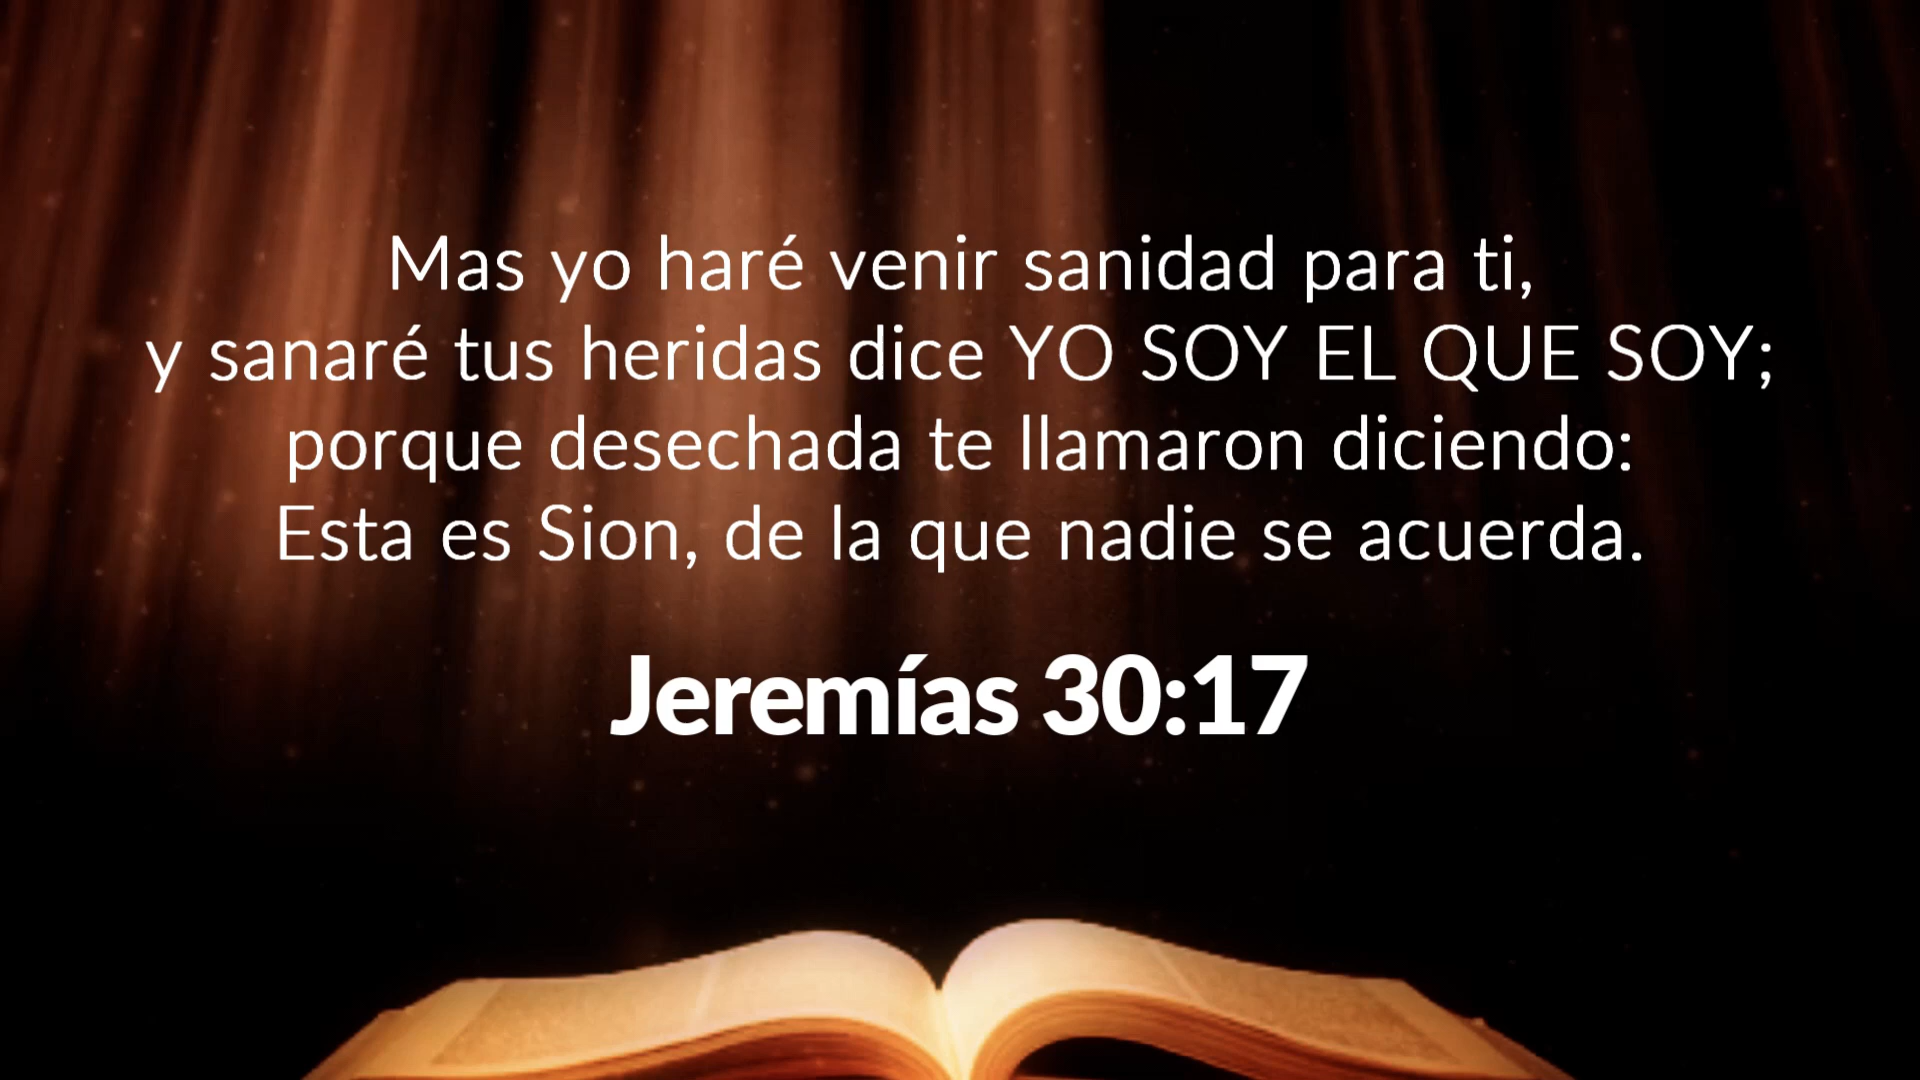 Mas yo haré venir sanidad para ti,
y sanaré tus heridas dice YO SOY EL QUE SOY;
porque desechada te llamaron diciendo:
Esta es Sion, de la que nadie se acuerda.
Jeremías 30:17